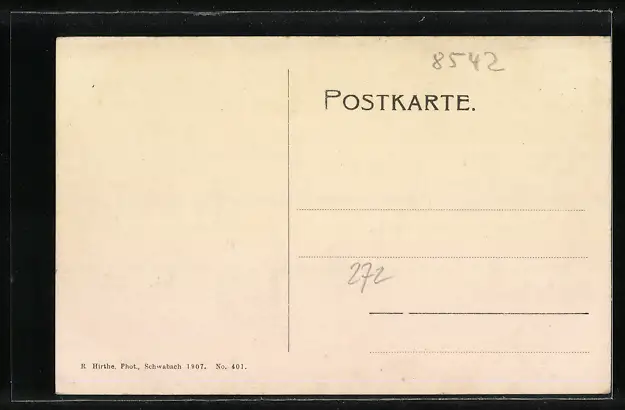 8542
POSTKARTE.
272
R. Hirthe, Phot., Schwabach 1907. No. 401.